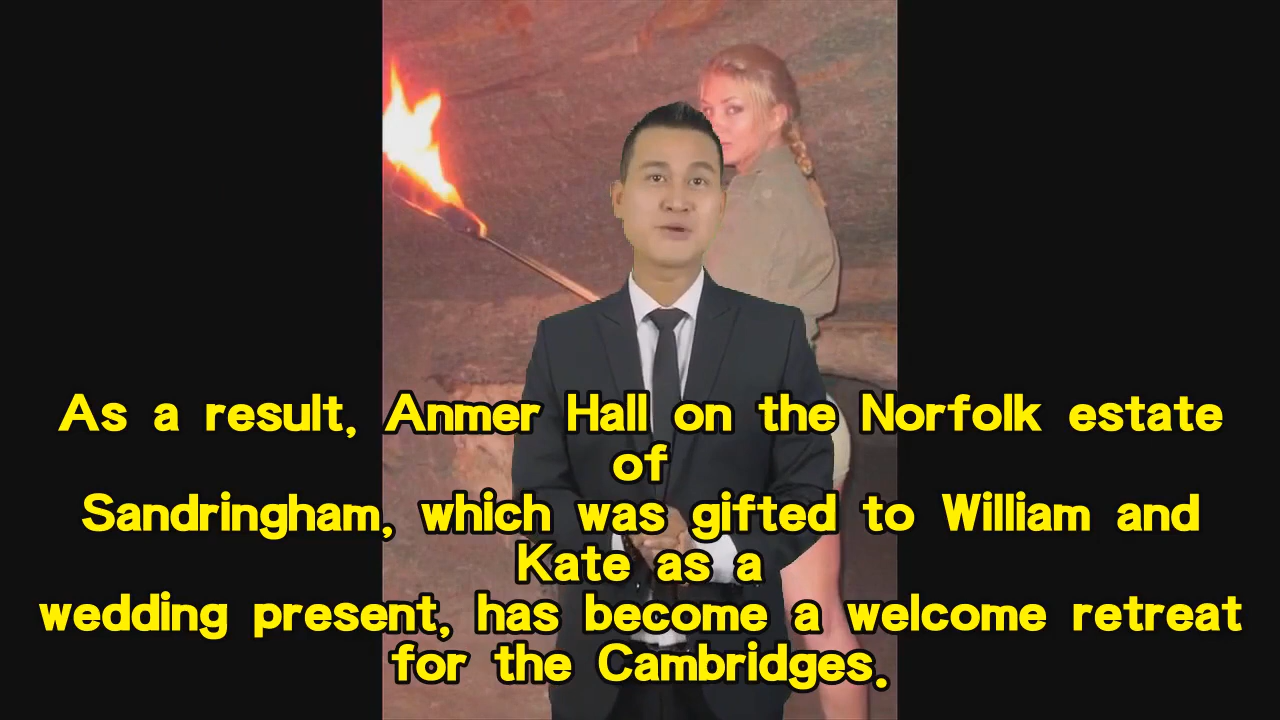 As a result, Anmer Hall on the Norfolk estate
of
Sandringham, which was gifted to William and
Kate as a
wedding present, has become a welcome retreat
for the Cambridges.